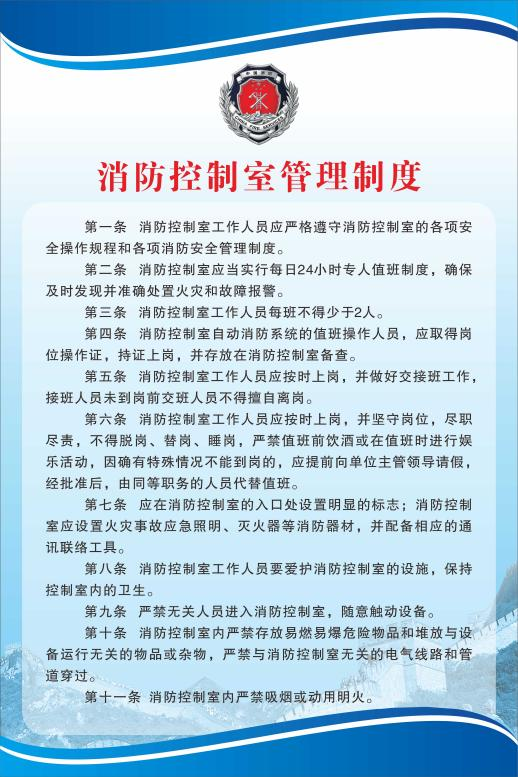 中国消防
CHINA FIRE SERVICES
消防控制室管理制度
第一条 消防控制室工作人员应严格遵守消防控制室的各项安
全操作规程和各项消防安全管理制度。
第二条 消防控制室应当实行每日24小时专人值班制度，确保
及时发现并准确处置火灾和故障报警。
第三条 消防控制室工作人员每班不得少于2人。
第四条 消防控制室自动消防系统的值班操作人员，应取得岗
位操作证，持证上岗，并存放在消防控制室备查。
第五条 消防控制室工作人员应按时上岗，并做好交接班工作，
接班人员未到岗前交班人员不得擅自离岗。
第六条 消防控制室工作人员应按时上岗，并坚守岗位，尽职
尽责，不得脱岗、替岗、睡岗，严禁值班前饮酒或在值班时进行娱
乐活动，因确有特殊情况不能到岗的，应提前向单位主管领导请假，
经批准后，由同等职务的人员代替值班。
第七条 应在消防控制室的入口处设置明显的标志；消防控制
室应设置火灾事故应急照明、灭火器等消防器材，并配备相应的通
讯联络工具。
第八条 消防控制室工作人员要爱护消防控制室的设施，保持
控制室内的卫生。
第九条 严禁无关人员进入消防控制室，随意触动设备。
第十条 消防控制室内严禁存放易燃易爆危险物品和堆放与设
备运行无关的物品或杂物，严禁与消防控制室无关的电气线路和管
道穿过。
第十一条 消防控制室内严禁吸烟或动用明火。